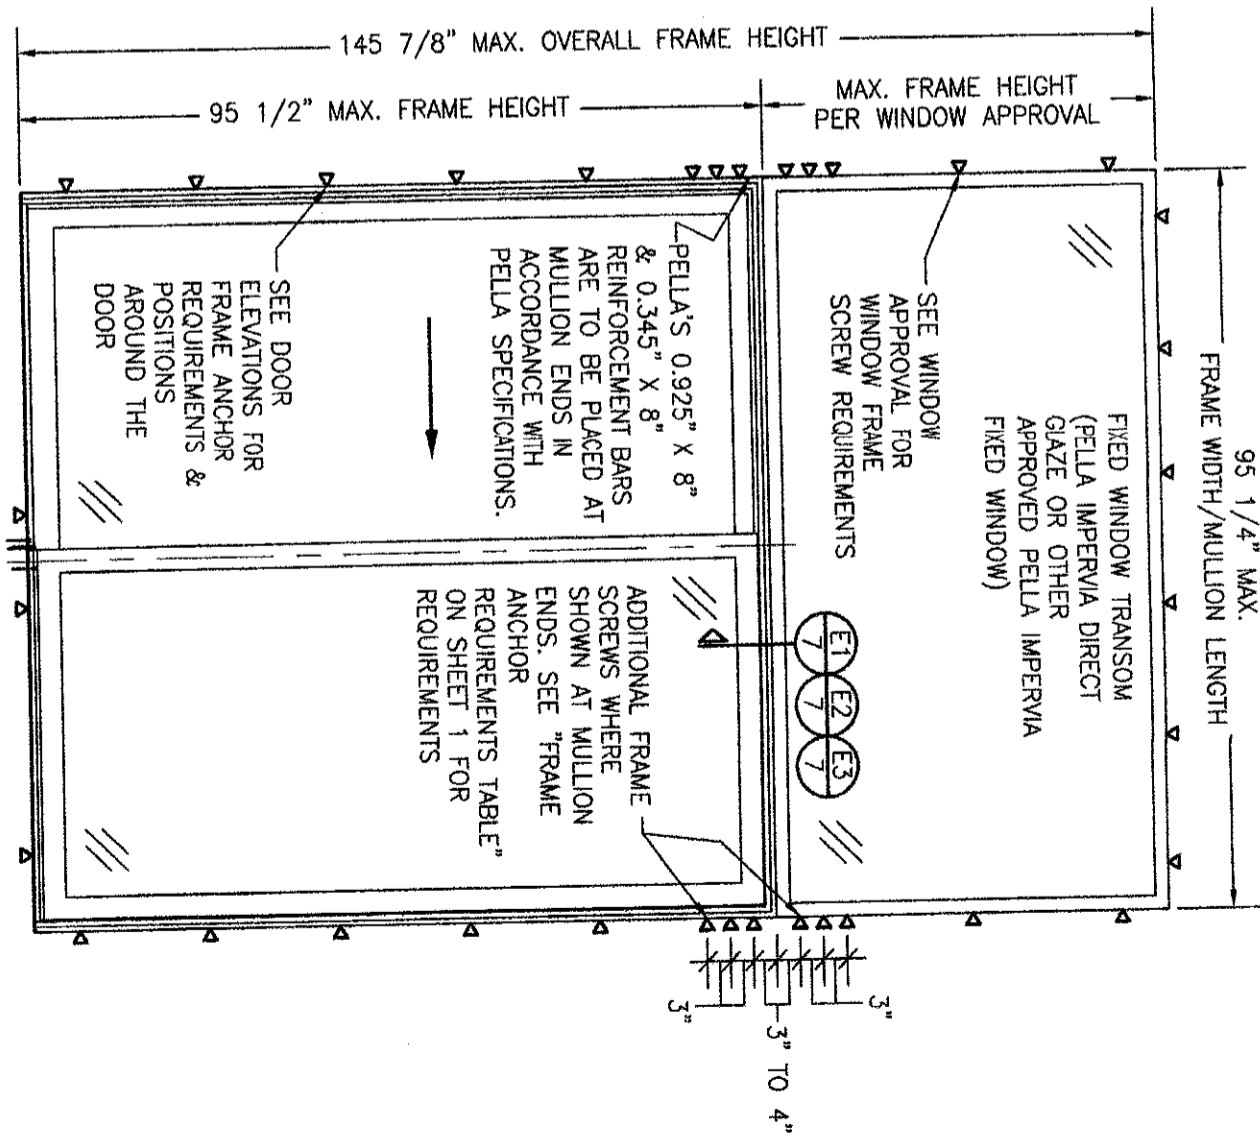 145 7/8" MAX. OVERALL FRAME HEIGHT
95 1/2" MAX. FRAME HEIGHT
MAX. FRAME HEIGHT
PER WINDOW APPROVAL
95 1/4" MAX.
FRAME WIDTH/MULLION LENGTH
FIXED WINDOW TRANSOM
(PELLA IMPERVIA DIRECT
GLAZE OR OTHER
APPROVED PELLA IMPERVIA
FIXED WINDOW)
SEE WINDOW
APPROVAL FOR
WINDOW FRAME
SCREW REQUIREMENTS
PELLA'S 0.925" X 8"
& 0.345" X 8"
REINFORCEMENT BARS
ARE TO BE PLACED AT
MULLION ENDS IN
ACCORDANCE WITH
PELLA SPECIFICATIONS.
SEE DOOR
ELEVATIONS FOR
FRAME ANCHOR
REQUIREMENTS &
POSITIONS
AROUND THE
DOOR
E1
7
E2
7
E3
7
ADDITIONAL FRAME
SCREWS WHERE
SHOWN AT MULLION
ENDS. SEE "FRAME
ANCHOR
REQUIREMENTS TABLE"
ON SHEET 1 FOR
REQUIREMENTS
3"
3" TO 4"
3"